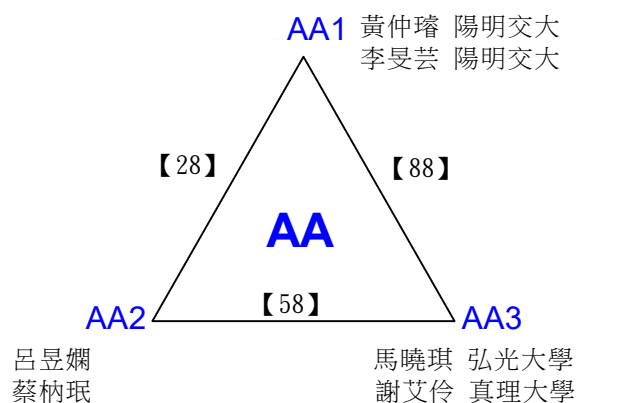 AA1 黃仲璿 陽明交大
李旻芸 陽明交大
【28】
【88】
AA
【58】
AA2
AA3
呂昱嫻
蔡枘珉
馬曉琪 弘光大學
謝艾伶 真理大學